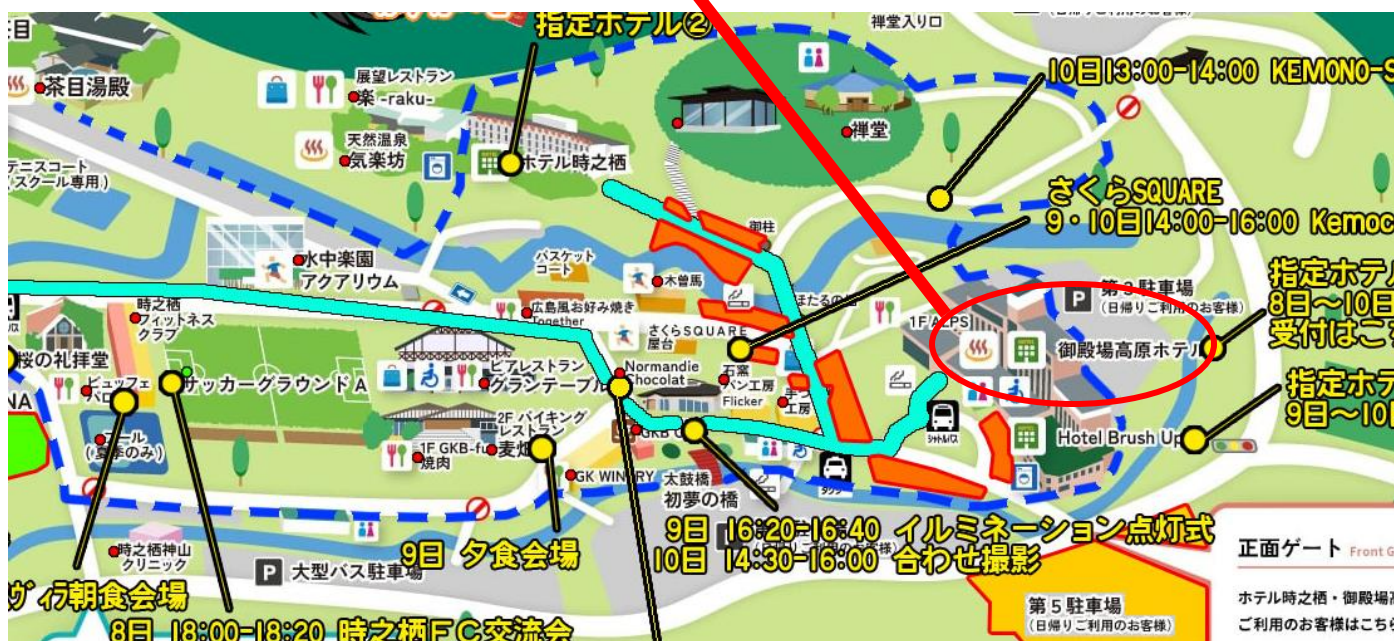 指定ホテル②
禅堂入り口
(日帰りご利用のお客様)
茶目湯殿
展望レストラン
楽 -raku-
10日13:00-14:00 KEMONO-S
天然温泉
気楽坊
ホテル時之栖
禅堂
テニスコート
(スクール専用)
さくらSQUARE
9・10日14:00-16:00 Kemoc
御柱
水中楽園
アクアリウム
バスケット
コート
木曽馬
指定ホテル
8日～10日
受付はこ
P
(日帰りご利用のお客様)
時之栖
フィットネス
クラブ
広島風お好み焼き
Together
さくらSQUARE
屋台
1F ALPS
御殿場高原ホテル
桜の礼拝堂
サッカーグラウンドA
ビアレストラン
グランテーブル
Normandie
Chocolat
石窯
パン工房
Flicker
指定ホテ
9日～10
ビュッフェ
プール
(夏季のみ)
2F バイキング
レストラン
麦畑
1F GKB-fu
焼肉
シャトルバス
Hotel Brush Up
タクシー
GK WINERY
太鼓橋
初夢の橋
9日 16:20-16:40 イルミネーション点灯式
10日 14:30-16:00 合わせ撮影
9日 夕食会場
時之栖神山
クリニック
P 大型バス駐車場
正面ゲート Front G
ヴィラ朝食会場
8日 18:00-18:20 時之栖FC交流会
第5駐車場
(日帰りご利用のお客様)
ホテル時之栖・御殿場高
ご利用のお客様はこちら